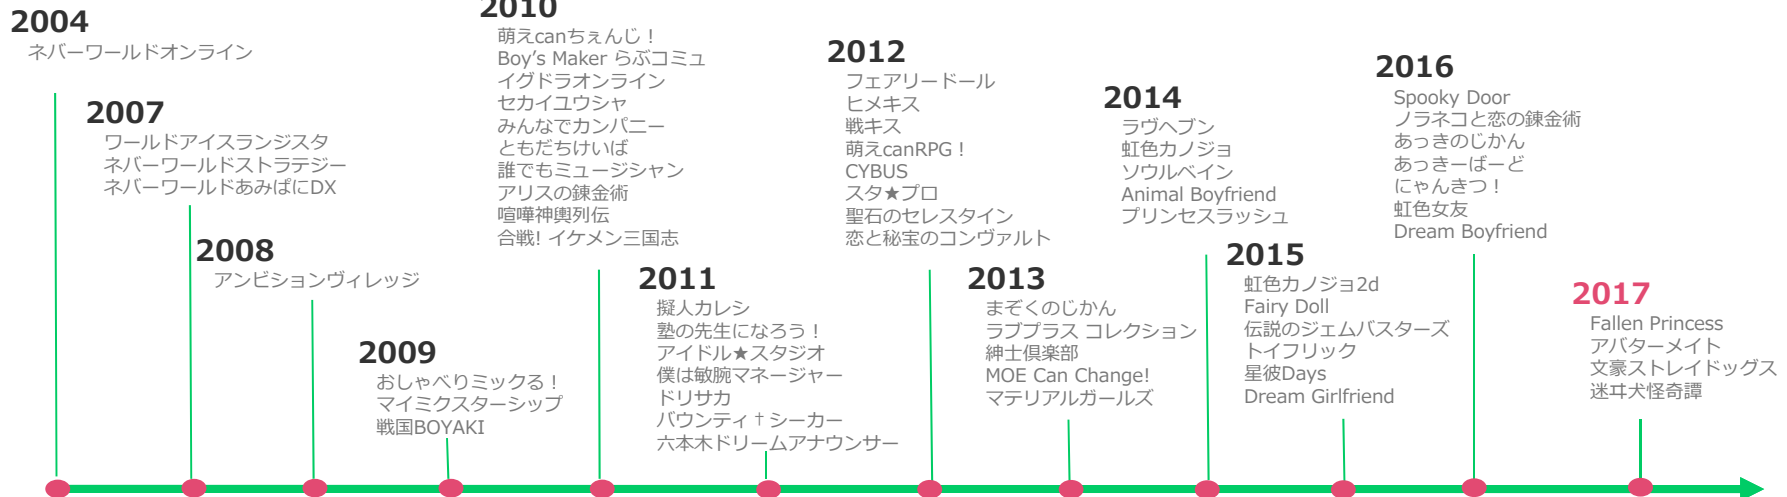 2004
ネバーワールドオンライン
2007
ワールドアイスランジスタ
ネバーワールドストラテジー
ネバーワールドあみぱにDX
2008
アンビションヴィレッジ
2009
おしゃべりミックる！
マイミクスターシップ
戦国BOYAKI
2010
萌えcanちぇんじ！
Boy’s Maker らぶコミュ
イグドラオンライン
セカイユウシャ
みんなでカンパニー
ともだちけいば
誰でもミュージシャン
アリスの錬金術
喧嘩神輿列伝
合戦! イケメン三国志
2011
擬人カレシ
塾の先生になろう！
アイドル★スタジオ
僕は敏腕マネージャー
ドリサカ
バウンティ†シーカー
六本木ドリームアナウンサー
2012
フェアリードール
ヒメキス
戦キス
萌えcanRPG！
CYBUS
スタ★プロ
聖石のセレスタイン
恋と秘宝のコンヴァルト
2013
まぞくのじかん
ラブプラス コレクション
紳士倶楽部
MOE Can Change!
マテリアルガールズ
2014
ラヴヘブン
虹色カノジョ
ソウルベイン
Animal Boyfriend
プリンセスラッシュ
2015
虹色カノジョ2d
Fairy Doll
伝説のジェムバスターズ
トイフリック
星彼Days
Dream Girlfriend
2016
Spooky Door
ノラネコと恋の錬金術
あっきのじかん
あっきーばーど
にゃんきつ！
虹色女友
Dream Boyfriend
2017
Fallen Princess
アバターメイト
文豪ストレイドッグス
迷ヰ犬怪奇譚